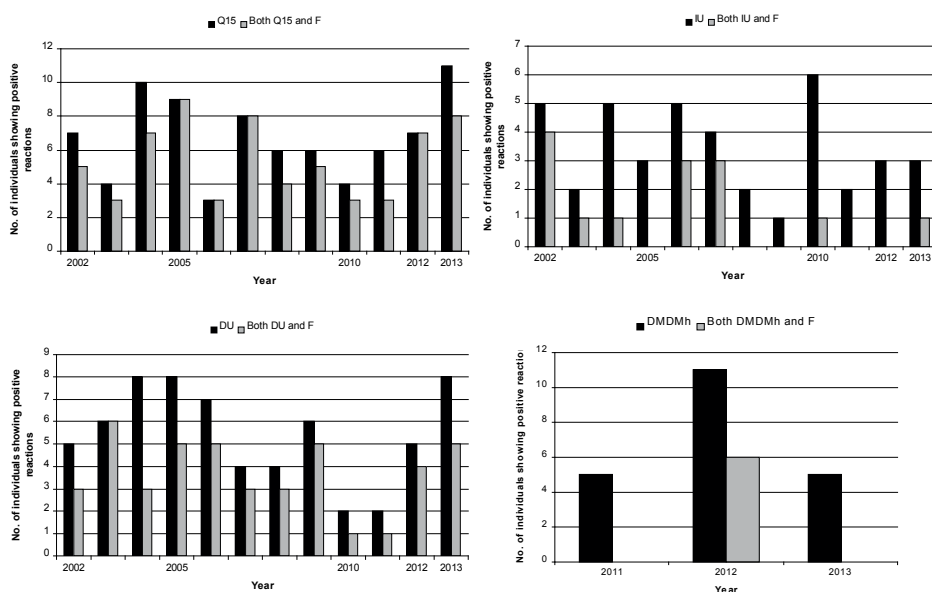 Q15 Both Q15 and F
No. of individuals showing positive
reactions
12
10
8
6
4
2
0
2002 2005 2010 2012 2013
Year
IU Both IU and F
No. of individuals showing positive
reactions
7
6
5
4
3
2
1
0
2002 2005 2010 2012 2013
Year
DU Both DU and F
No. of individuals showing positive
reactions
9
8
7
6
5
4
3
2
1
0
2002 2005 2010 2012 2013
Year
DMDMh Both DMDMh and F
No. of individuals showing positive reaction
12
10
8
6
4
2
0
2011 2012 2013
Year